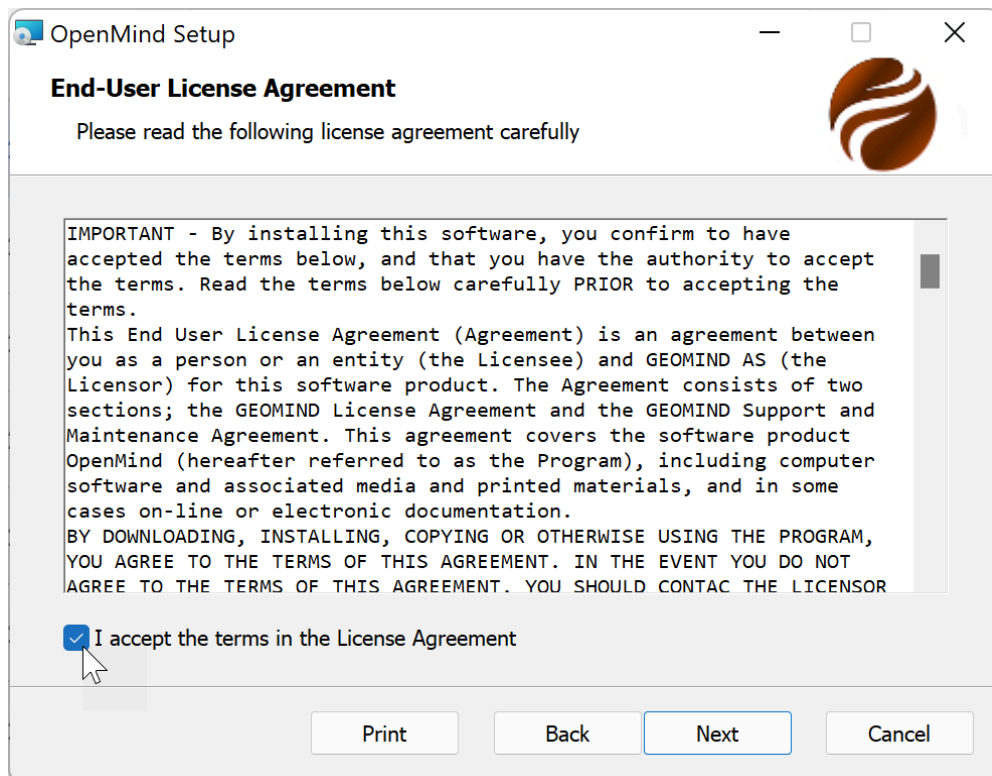 OpenMind Setup
End-User License Agreement
Please read the following license agreement carefully
IMPORTANT - By installing this software, you confirm to have
accepted the terms below, and that you have the authority to accept
the terms. Read the terms below carefully PRIOR to accepting the
terms.
This End User License Agreement (Agreement) is an agreement between
you as a person or an entity (the Licensee) and GEOMIND AS (the
Licensor) for this software product. The Agreement consists of two
sections; the GEOMIND License Agreement and the GEOMIND Support and
Maintenance Agreement. This agreement covers the software product
OpenMind (hereafter referred to as the Program), including computer
software and associated media and printed materials, and in some
cases on-line or electronic documentation.
BY DOWNLOADING, INSTALLING, COPYING OR OTHERWISE USING THE PROGRAM,
YOU AGREE TO THE TERMS OF THIS AGREEMENT. IN THE EVENT YOU DO NOT
AGREE TO THE TERMS OF THIS AGREEMENT, YOU SHOULD CONTAC THE LICENSOR
I accept the terms in the License Agreement
Print Back Next Cancel